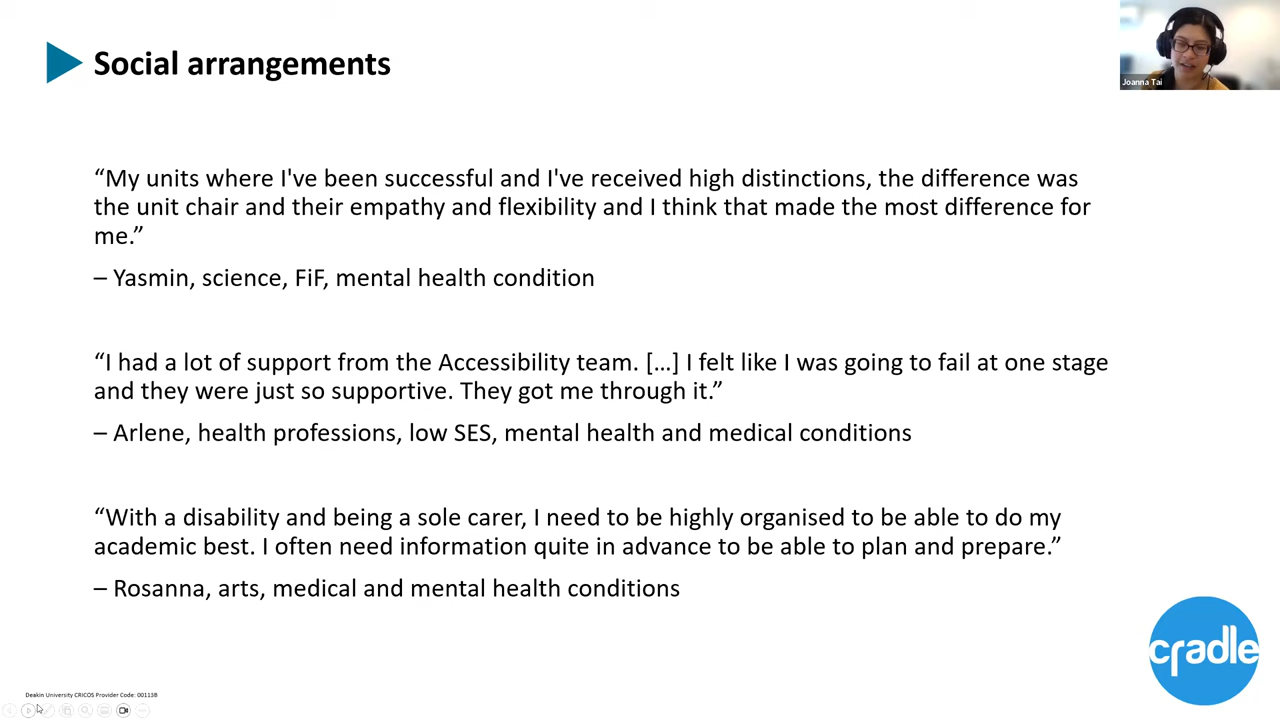 Social arrangements
Joanna Tai
“My units where I've been successful and I've received high distinctions, the difference was
the unit chair and their empathy and flexibility and I think that made the most difference for
me.”
– Yasmin, science, FiF, mental health condition
“I had a lot of support from the Accessibility team. [...] I felt like I was going to fail at one stage
and they were just so supportive. They got me through it.”
– Arlene, health professions, low SES, mental health and medical conditions
“With a disability and being a sole carer, I need to be highly organised to be able to do my
academic best. I often need information quite in advance to be able to plan and prepare.”
– Rosanna, arts, medical and mental health conditions
cradle
Deakin University CRICOS Provider Code: 00113B